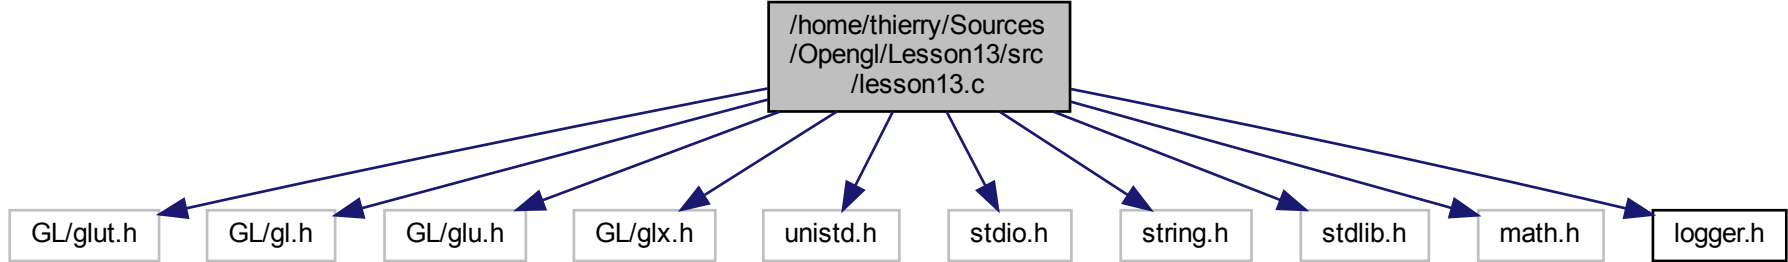 /home/thierry/Sources
/Opengl/Lesson13/src
/lesson13.c
GL/glut.h
GL/gl.h
GL/glu.h
GL/glx.h
unistd.h
stdio.h
string.h
stdlib.h
math.h
logger.h